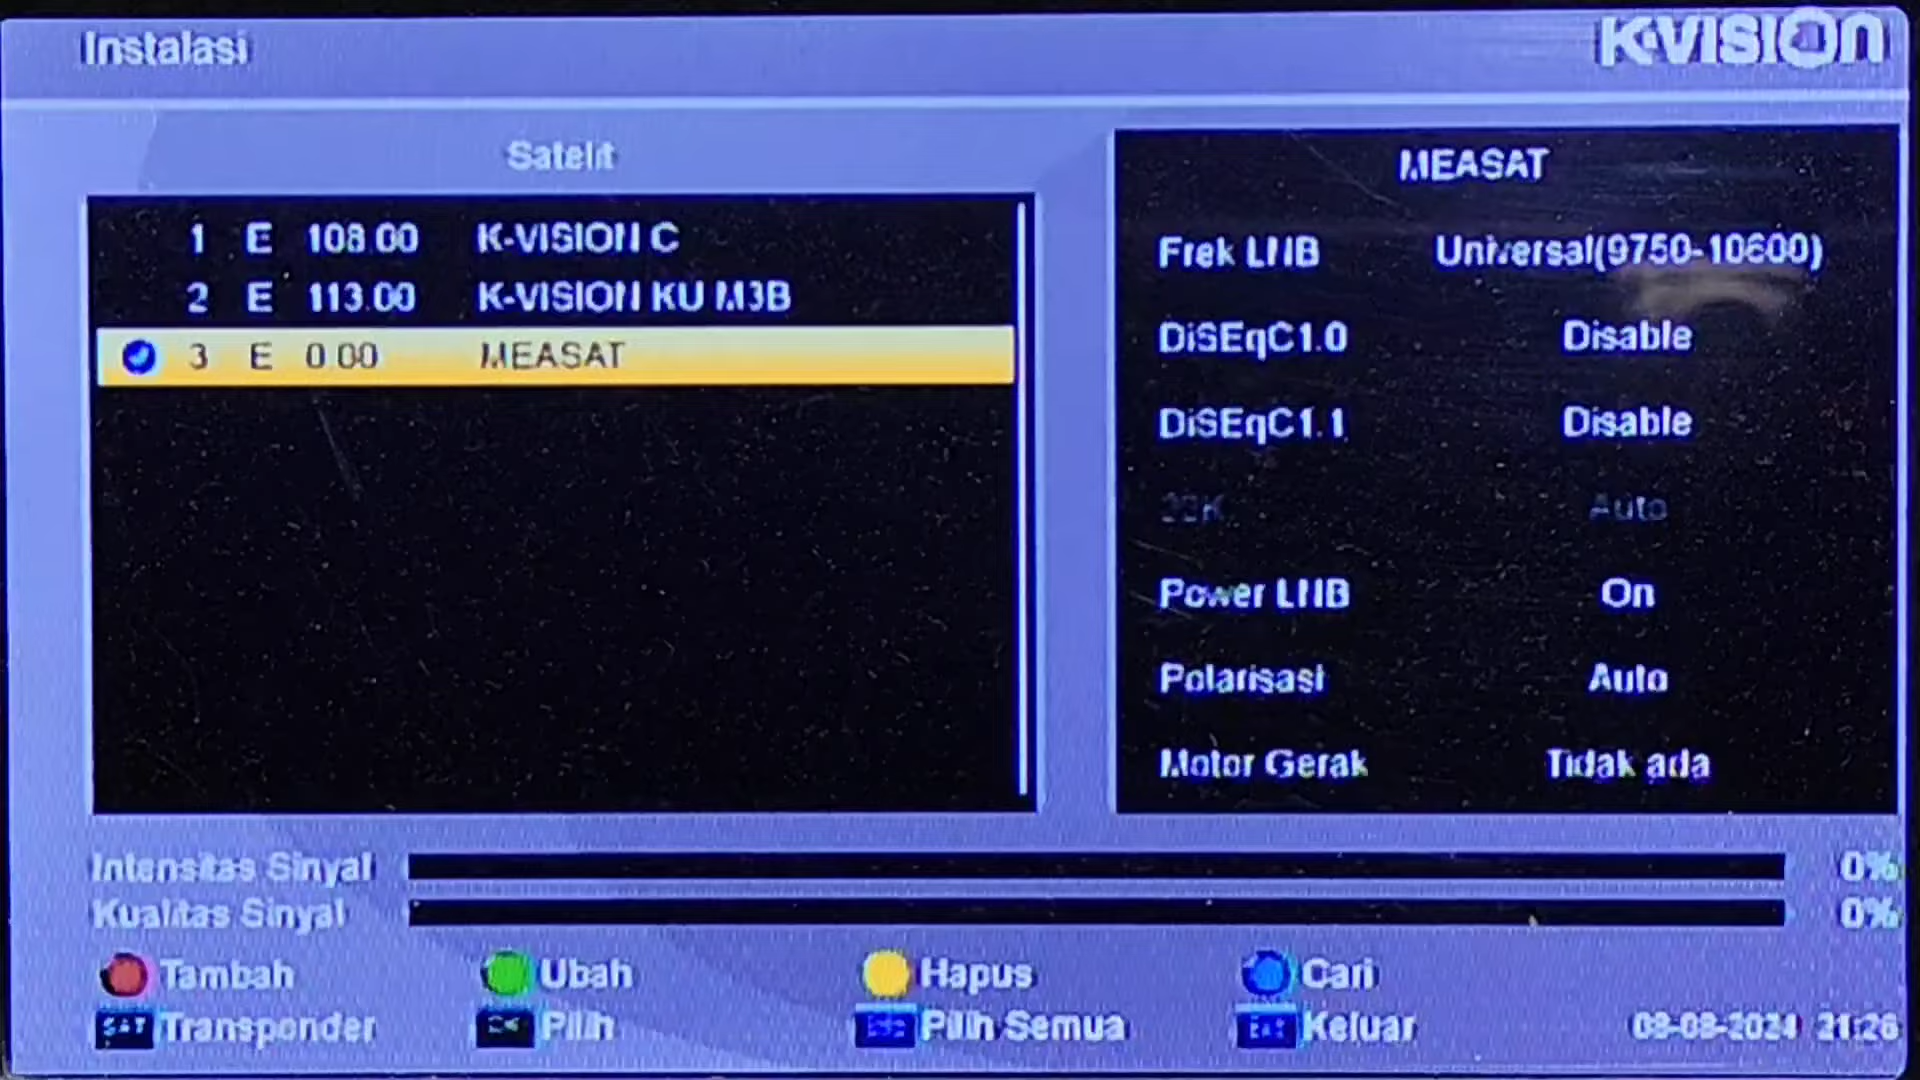 Instalasi
K-VISION
Satelit
1 E 108.00 K-VISION C
2 E 113.00 K-VISION KU M3B
3 E 0.00 MEASAT
MEASAT
Frek LNB Universal(9750-10600)
DiSEqC1.0 Disable
DiSEqC1.1 Disable
22K Auto
Power LNB On
Polarisasi Auto
Motor Gerak Tidak ada
Intensitas Sinyal 0%
Kualitas Sinyal 0%
Tambah Ubah Hapus Cari
SAT Transponder OK Pilih Pilih Semua Keluar
08-08-2024 21:26